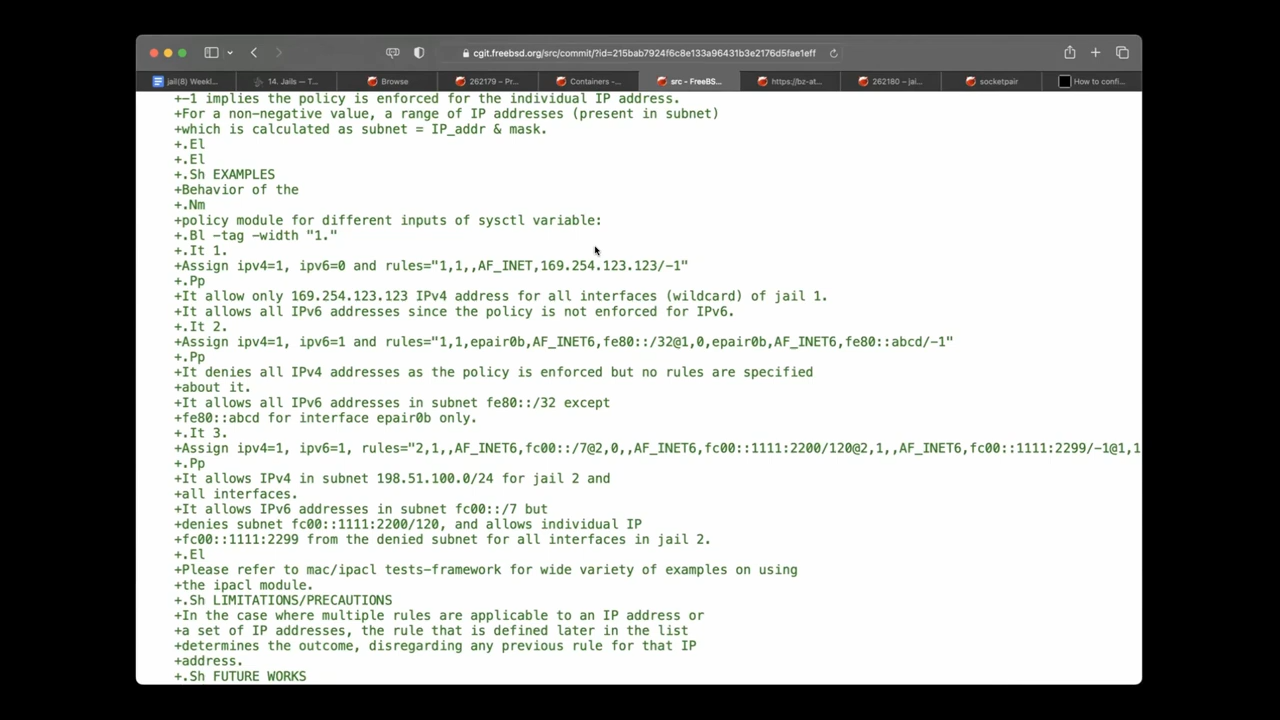 cgit.freebsd.org/src/commit/?id=215bab7924f6c8e133a96431b3e2176d5fae1eff
jail(8) Weekl...
14. Jails — T...
Browse
262179 – Pr...
Containers -...
src - FreeBS...
https://bz-at...
262180 – jai...
socketpair
How to confi...
+−1 implies the policy is enforced for the individual IP address.
+For a non-negative value, a range of IP addresses (present in subnet)
+which is calculated as subnet = IP_addr & mask.
+.El
+.El
+.Sh EXAMPLES
+Behavior of the
+.Nm
+policy module for different inputs of sysctl variable:
+.Bl -tag -width "1."
+.It 1.
+Assign ipv4=1, ipv6=0 and rules="1,1,,AF_INET,169.254.123.123/-1"
+.Pp
+It allow only 169.254.123.123 IPv4 address for all interfaces (wildcard) of jail 1.
+It allows all IPv6 addresses since the policy is not enforced for IPv6.
+.It 2.
+Assign ipv4=1, ipv6=1 and rules="1,1,epair0b,AF_INET6,fe80::/32@1,0,epair0b,AF_INET6,fe80::abcd/-1"
+.Pp
+It denies all IPv4 addresses as the policy is enforced but no rules are specified
+about it.
+It allows all IPv6 addresses in subnet fe80::/32 except
+fe80::abcd for interface epair0b only.
+.It 3.
+Assign ipv4=1, ipv6=1, rules="2,1,,AF_INET6,fc00::/7@2,0,,AF_INET6,fc00::1111:2200/120@2,1,,AF_INET6,fc00::1111:2299/-1@1,1
+.Pp
+It allows IPv4 in subnet 198.51.100.0/24 for jail 2 and
+all interfaces.
+It allows IPv6 addresses in subnet fc00::/7 but
+denies subnet fc00::1111:2200/120, and allows individual IP
+fc00::1111:2299 from the denied subnet for all interfaces in jail 2.
+.El
+Please refer to mac/ipacl tests-framework for wide variety of examples on using
+the ipacl module.
+.Sh LIMITATIONS/PRECAUTIONS
+In the case where multiple rules are applicable to an IP address or
+a set of IP addresses, the rule that is defined later in the list
+determines the outcome, disregarding any previous rule for that IP
+address.
+.Sh FUTURE WORKS